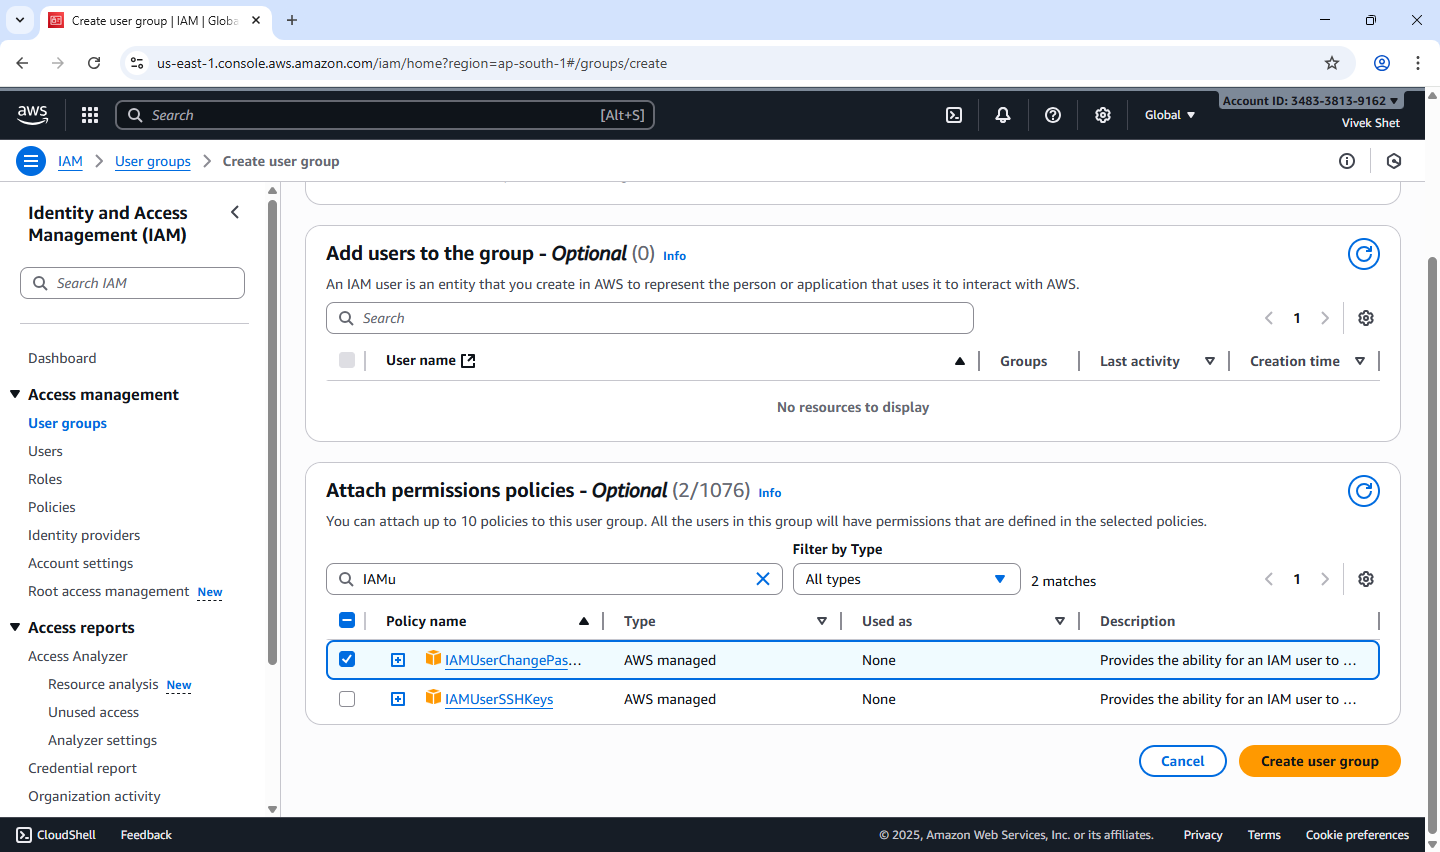 Create user group | IAM | Globa
us-east-1.console.aws.amazon.com/iam/home?region=ap-south-1#/groups/create
aws
Search
[Alt+S]
Global
Account ID: 3483-3813-9162
Vivek Shet
IAM
User groups
Create user group
Identity and Access
Management (IAM)
Search IAM
Dashboard
Access management
User groups
Users
Roles
Policies
Identity providers
Account settings
Root access management New
Access reports
Access Analyzer
Resource analysis New
Unused access
Analyzer settings
Credential report
Organization activity
Add users to the group - Optional (0) Info
An IAM user is an entity that you create in AWS to represent the person or application that uses it to interact with AWS.
Search
1
User name
Groups
Last activity
Creation time
No resources to display
Attach permissions policies - Optional (2/1076) Info
You can attach up to 10 policies to this user group. All the users in this group will have permissions that are defined in the selected policies.
Filter by Type
IAMu
All types
2 matches
1
Policy name
Type
Used as
Description
IAMUserChangePas...
AWS managed
None
Provides the ability for an IAM user to ...
IAMUserSSHKeys
AWS managed
None
Provides the ability for an IAM user to ...
Cancel
Create user group
CloudShell
Feedback
© 2025, Amazon Web Services, Inc. or its affiliates.
Privacy
Terms
Cookie preferences